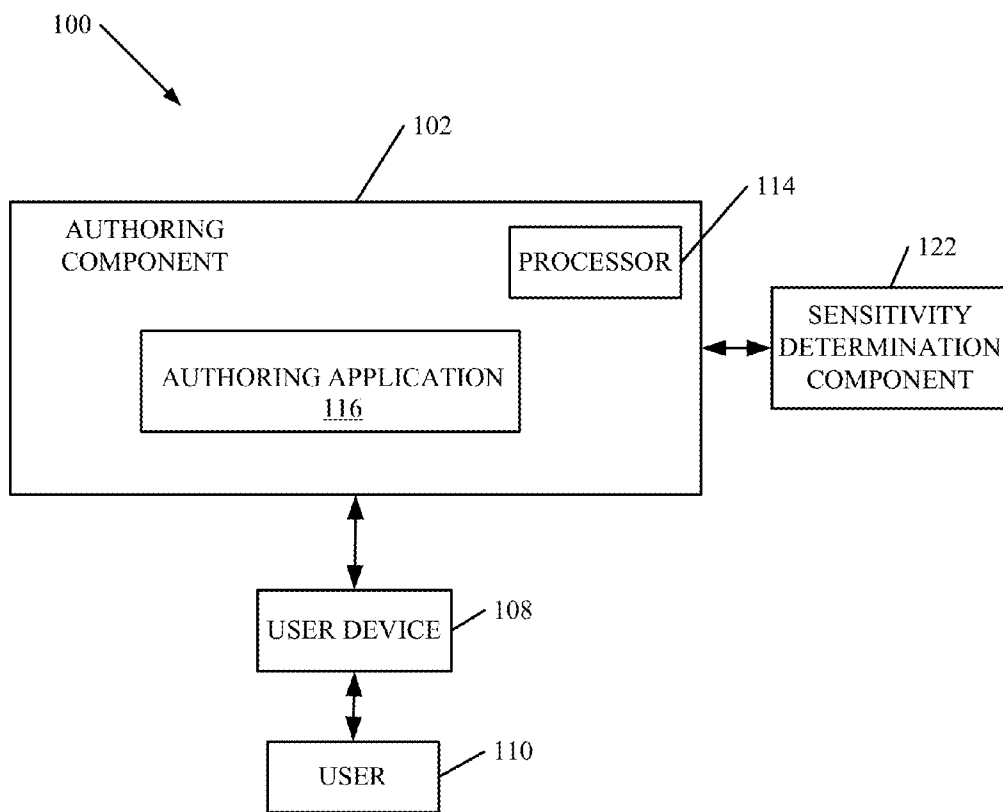 100
102
114
AUTHORING
COMPONENT
PROCESSOR
122
SENSITIVITY
DETERMINATION
COMPONENT
AUTHORING APPLICATION
116
USER DEVICE
108
USER
110